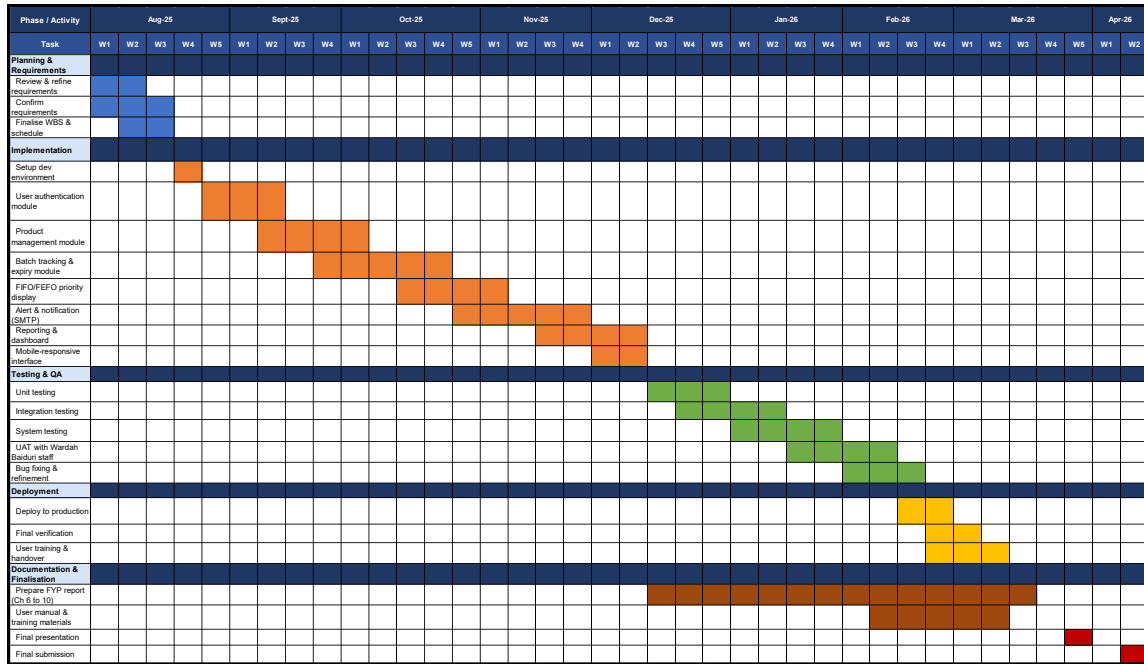 Phase / Activity Aug-25 Sept-25 Oct-25 Nov-25 Dec-25 Jan-26 Feb-26 Mar-26 Apr-26
Task W1 W2 W3 W4 W5 W1 W2 W3 W4 W1 W2 W3 W4 W5 W1 W2 W3 W4 W1 W2 W3 W4 W5 W1 W2 W3 W4 W1 W2 W3 W4 W1 W2 W3 W4 W5 W1 W2
Planning &
Requirements
Review & refine
requirements
Confirm
requirements
Finalise WBS &
schedule
Implementation
Setup dev
environment
User authentication
module
Product
management module
Batch tracking &
expiry module
FIFO/FEFO priority
display
Alert & notification
(SMTP)
Reporting &
dashboard
Mobile-responsive
interface
Testing & QA
Unit testing
Integration testing
System testing
UAT with Wardah
Baiduri staff
Bug fixing &
refinement
Deployment
Deploy to production
Final verification
User training &
handover
Documentation &
Finalisation
Prepare FYP report
(Ch 6 to 10)
User manual &
training materials
Final presentation
Final submission